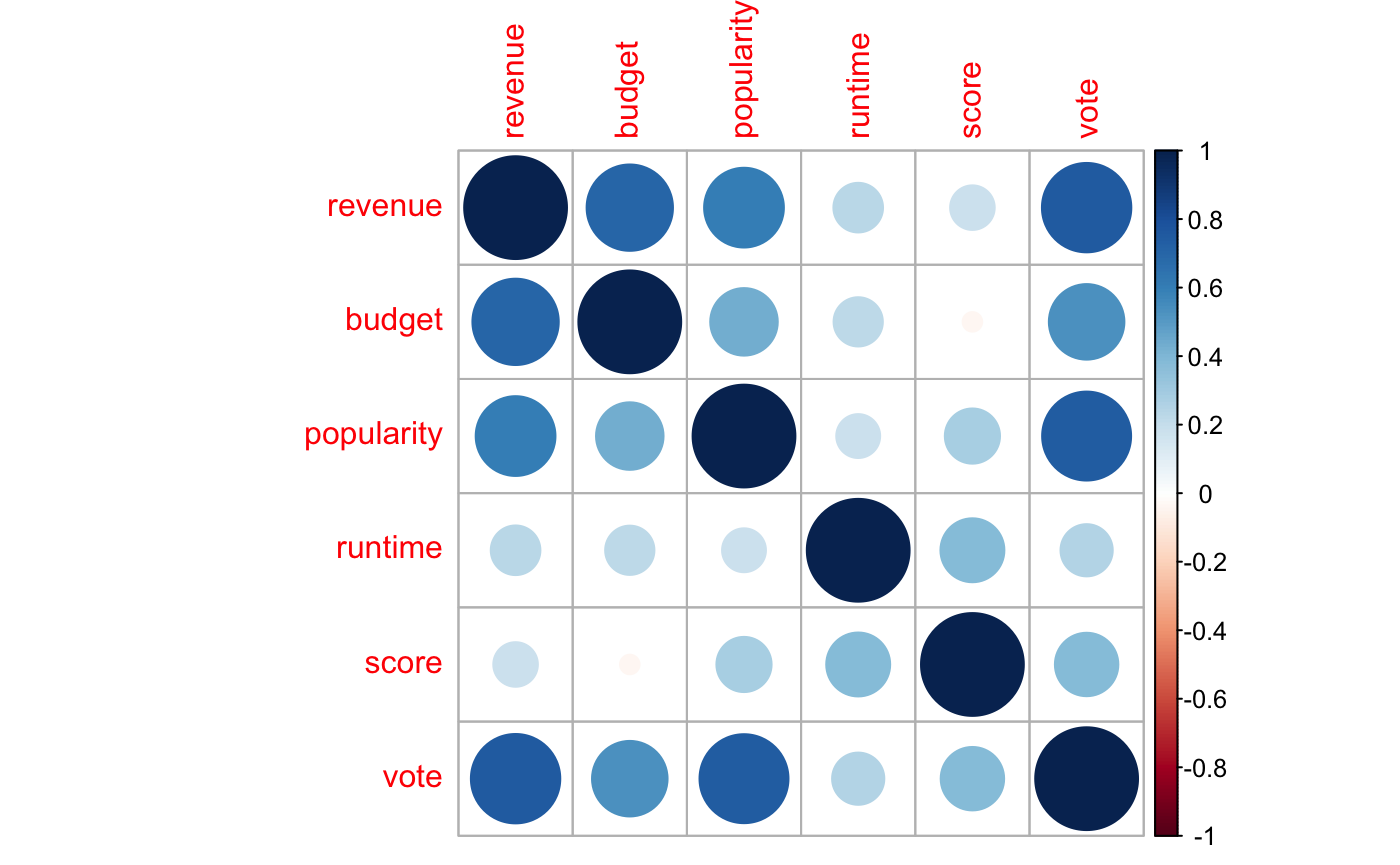 revenue
budget
popularity
runtime
score
vote
revenue
budget
popularity
runtime
score
vote
1
0.8
0.6
0.4
0.2
0
-0.2
-0.4
-0.6
-0.8
-1